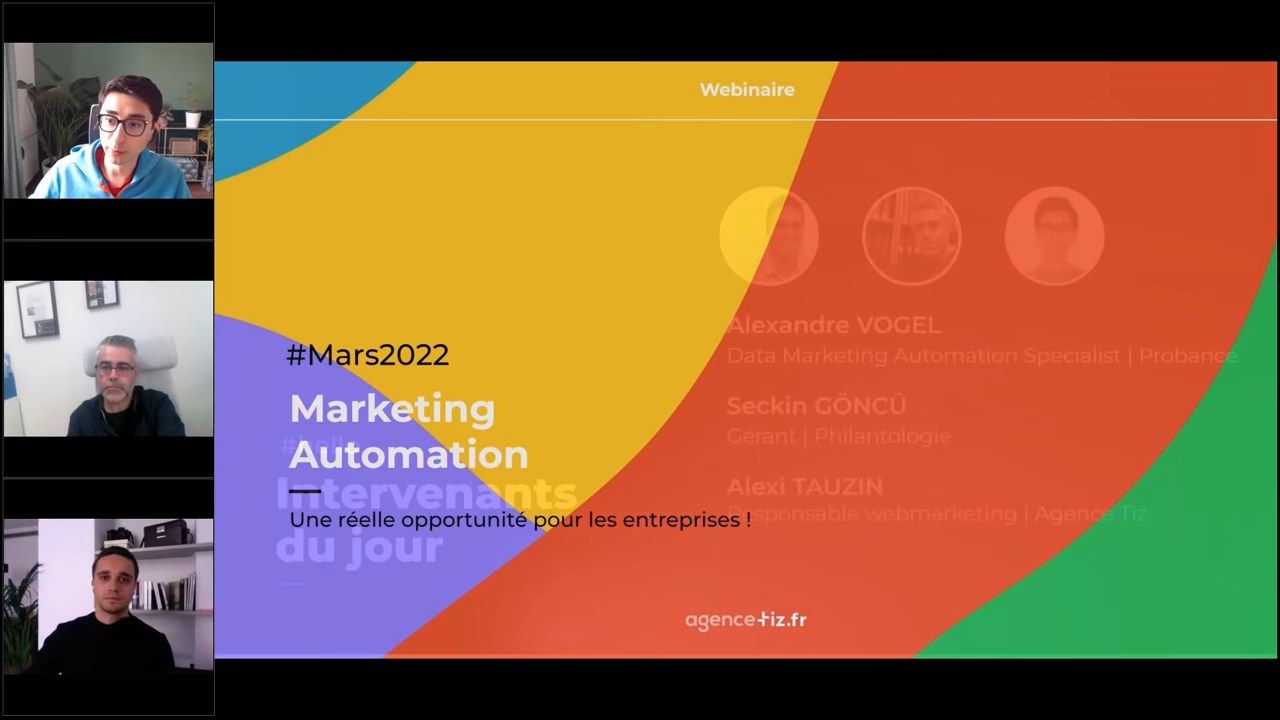 Webinaire
#Mars2022
Marketing
Automation
Une réelle opportunité pour les entreprises !
Intervenants
du jour
Alexandre VOGEL
Data Marketing Automation Specialist | Probance
Seckin GÖNCÜ
Gérant | Philantologie
Alexi TAUZIN
Responsable webmarketing | Agence Tiz
agence tiz.fr